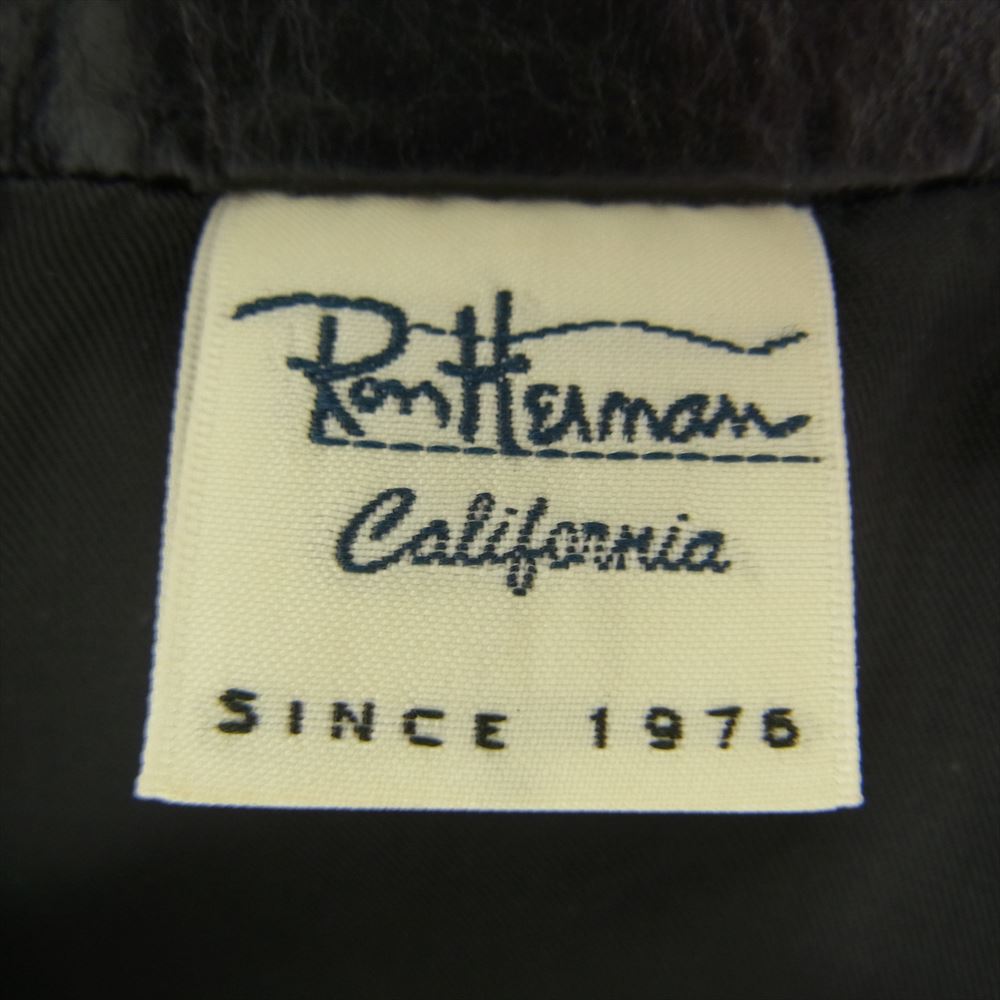 Ron Herman
California
SINCE 1976